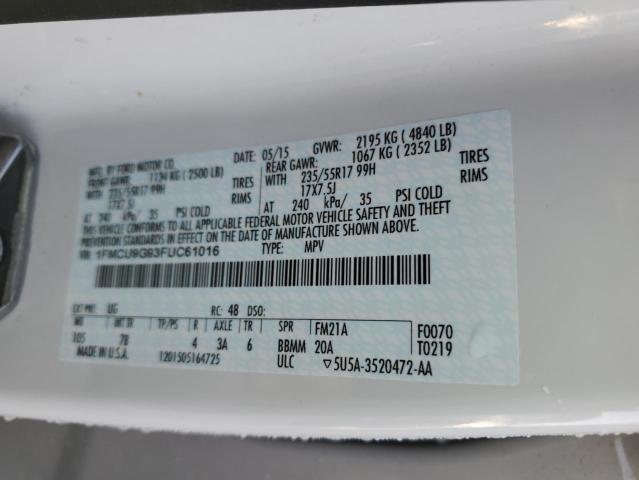 MFG. BY FORD MOTOR CO.
DATE: 05/15 GVWR: 2195 KG ( 4840 LB)
FRONT GAWR: 1134 KG ( 2500 LB) REAR GAWR: 1067 KG ( 2352 LB)
WITH 235/55R17 99H TIRES WITH 235/55R17 99H TIRES
17X7.5J RIMS 17X7.5J RIMS
AT 240 kPa/ 35 PSI COLD AT 240 kPa/ 35 PSI COLD
THIS VEHICLE CONFORMS TO ALL APPLICABLE FEDERAL MOTOR VEHICLE SAFETY AND THEFT
PREVENTION STANDARDS IN EFFECT ON THE DATE OF MANUFACTURE SHOWN ABOVE.
VIN: 1FMCU9G93FUC61016 TYPE: MPV
EXT PNT: UG RC: 48 DSO:
WB INT TR TP/PS R AXLE TR SPR FM21A F0070
105 78 4 3A 6 BBMM 20A T0219
MADE IN U.S.A. 1201505164725 ULC ▽5U5A-3520472-AA